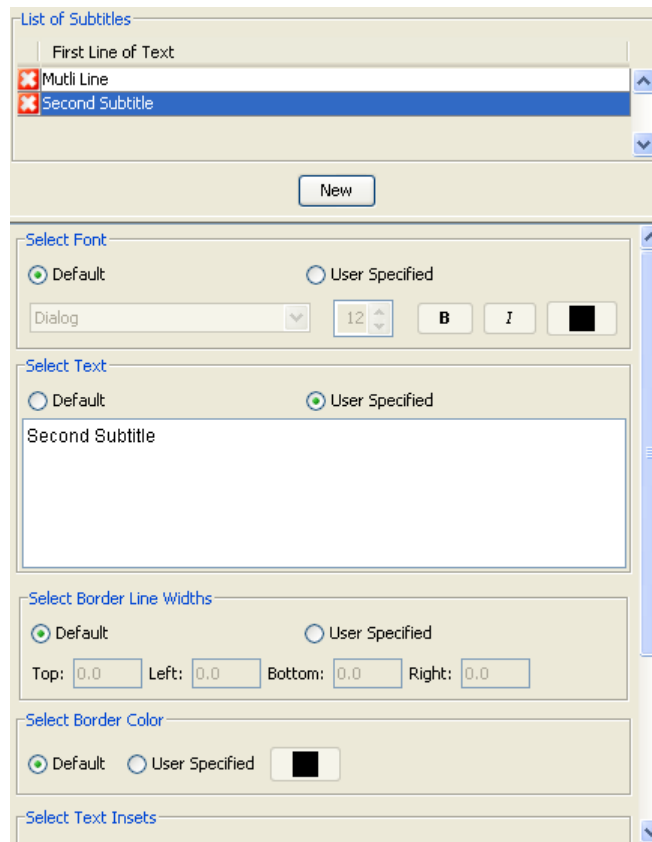 List of Subtitles
First Line of Text
Mutli Line
Second Subtitle
New
Select Font
Default User Specified
Dialog 12 B I
Select Text
Default User Specified
Second Subtitle
Select Border Line Widths
Default User Specified
Top: 0.0 Left: 0.0 Bottom: 0.0 Right: 0.0
Select Border Color
Default User Specified
Select Text Insets